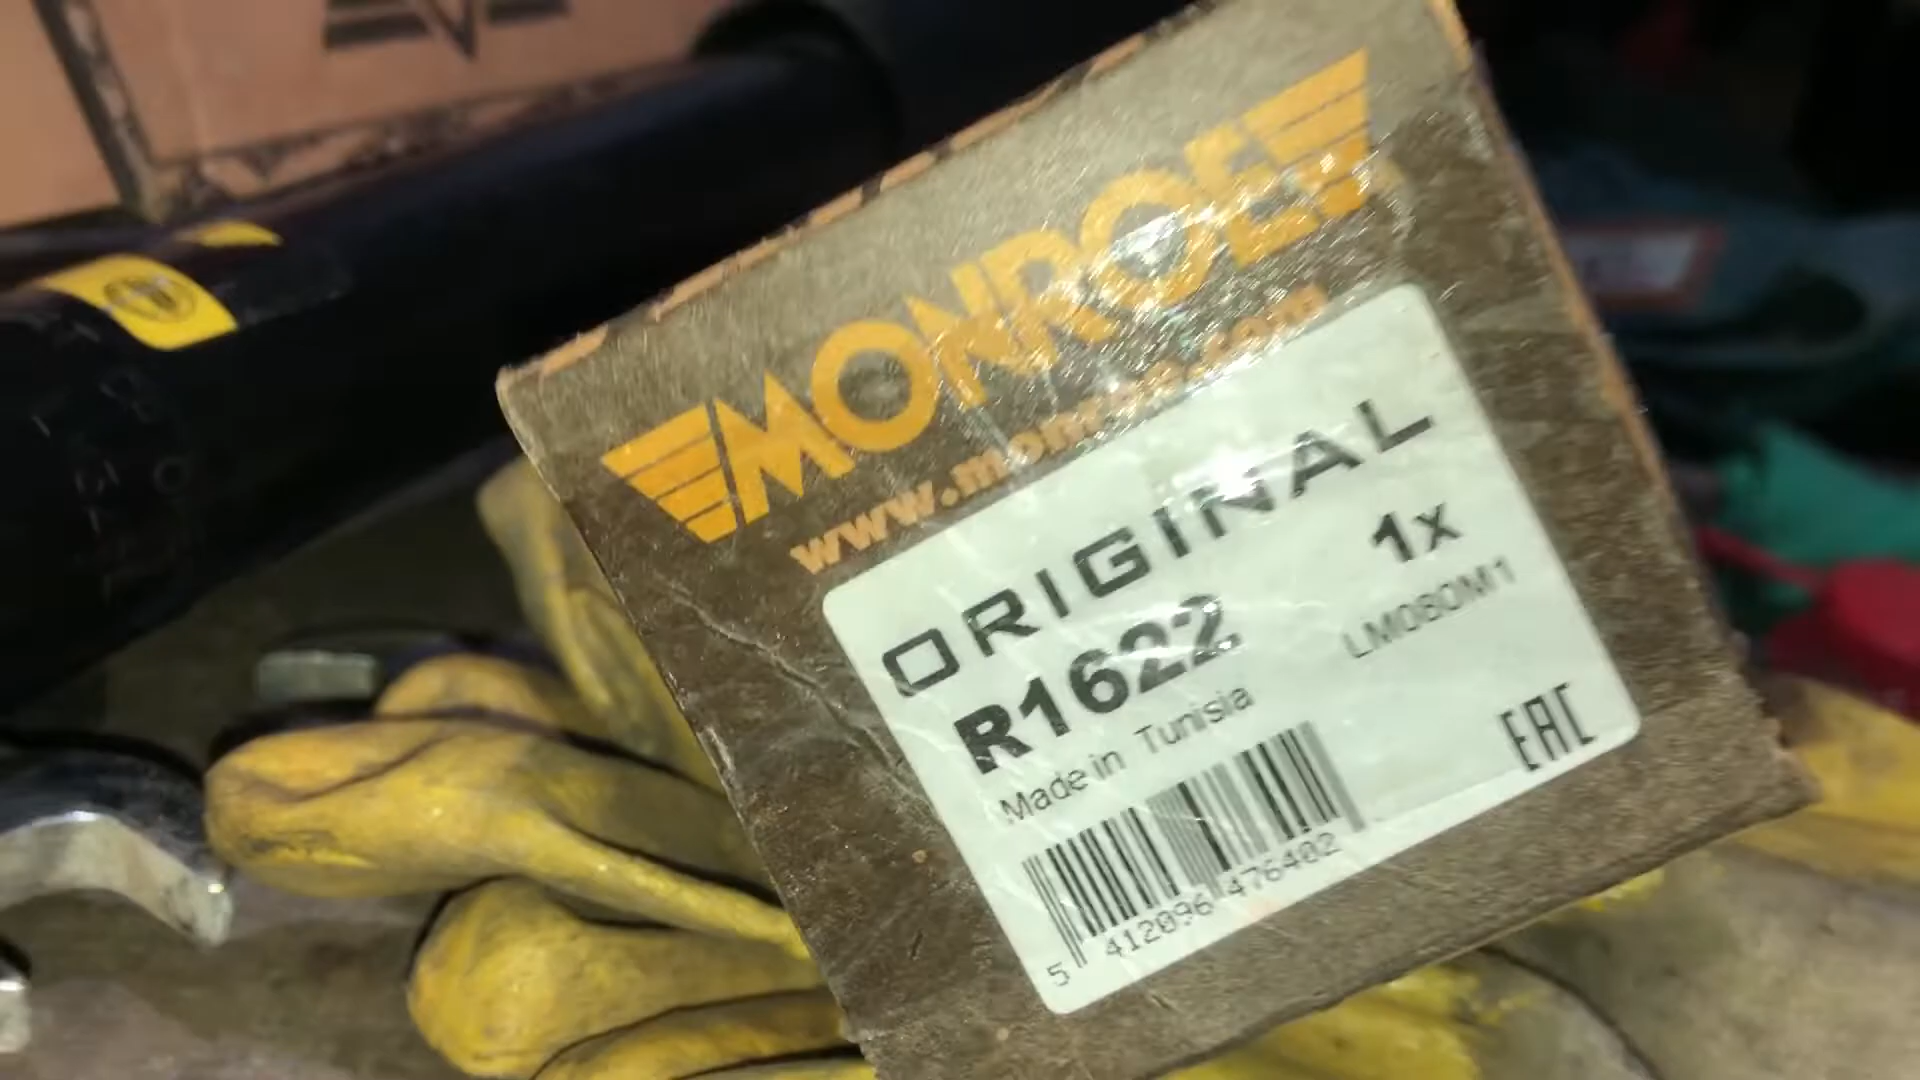 MONROE
www.monroe.com
ORIGINAL
R1622
1x
Made in Tunisia
LM080M1
EAC
5 412096 476402